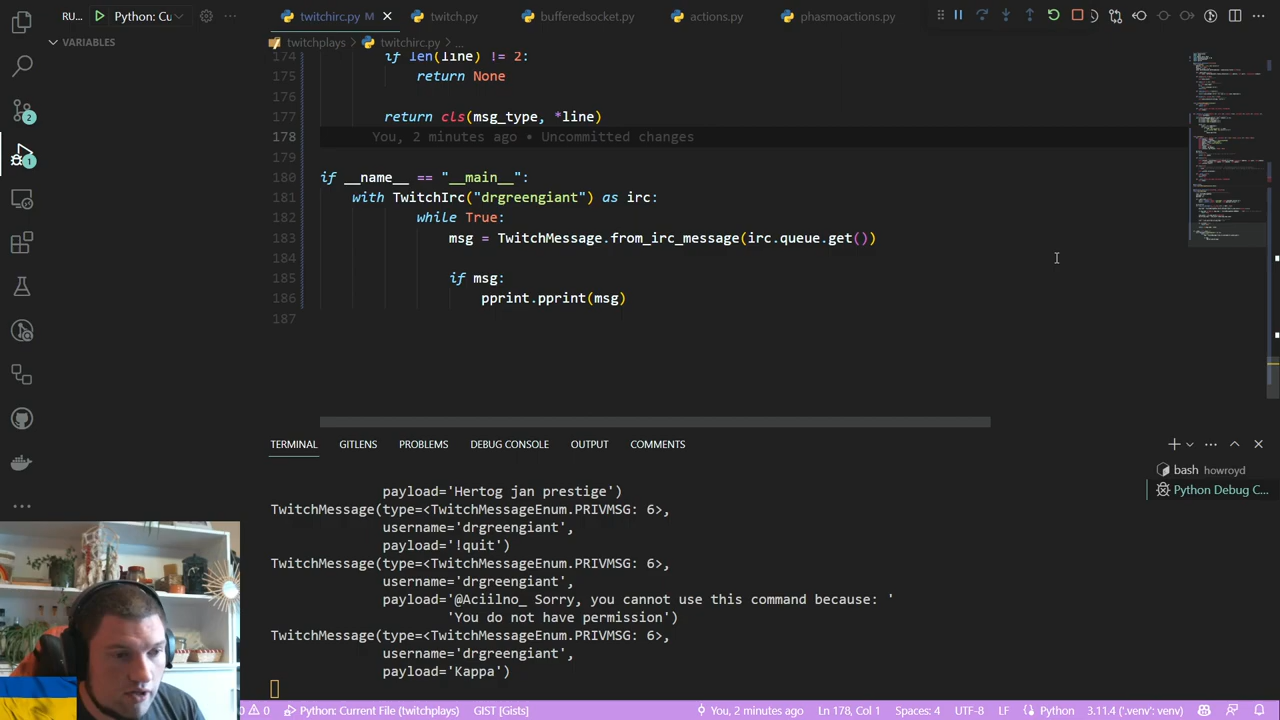 RU...
Python: Cu
twitchirc.py M
twitch.py
bufferedsocket.py
actions.py
phasmoactions.py
VARIABLES
twitchplays > twitchirc.py > ...
174 if len(line) != 2:
175 return None
176
177 return cls(msg_type, *line)
178 You, 2 minutes ago • Uncommitted changes
179
180 if __name__ == "__main__":
181 with TwitchIrc("drgreengiant") as irc:
182 while True:
183 msg = TwitchMessage.from_irc_message(irc.queue.get())
184
185 if msg:
186 pprint.pprint(msg)
187
2
1
TERMINAL GITLENS PROBLEMS DEBUG CONSOLE OUTPUT COMMENTS
bash howroyd
Python Debug C...
payload='Hertog jan prestige')
TwitchMessage(type=<TwitchMessageEnum.PRIVMSG: 6>,
username='drgreengiant',
payload='!quit')
TwitchMessage(type=<TwitchMessageEnum.PRIVMSG: 6>,
username='drgreengiant',
payload='@Aciilno_ Sorry, you cannot use this command because: '
'You do not have permission')
TwitchMessage(type=<TwitchMessageEnum.PRIVMSG: 6>,
username='drgreengiant',
payload='Kappa')
0 Python: Current File (twitchplays) GIST [Gists] You, 2 minutes ago Ln 178, Col 1 Spaces: 4 UTF-8 LF Python 3.11.4 ('.venv': venv)